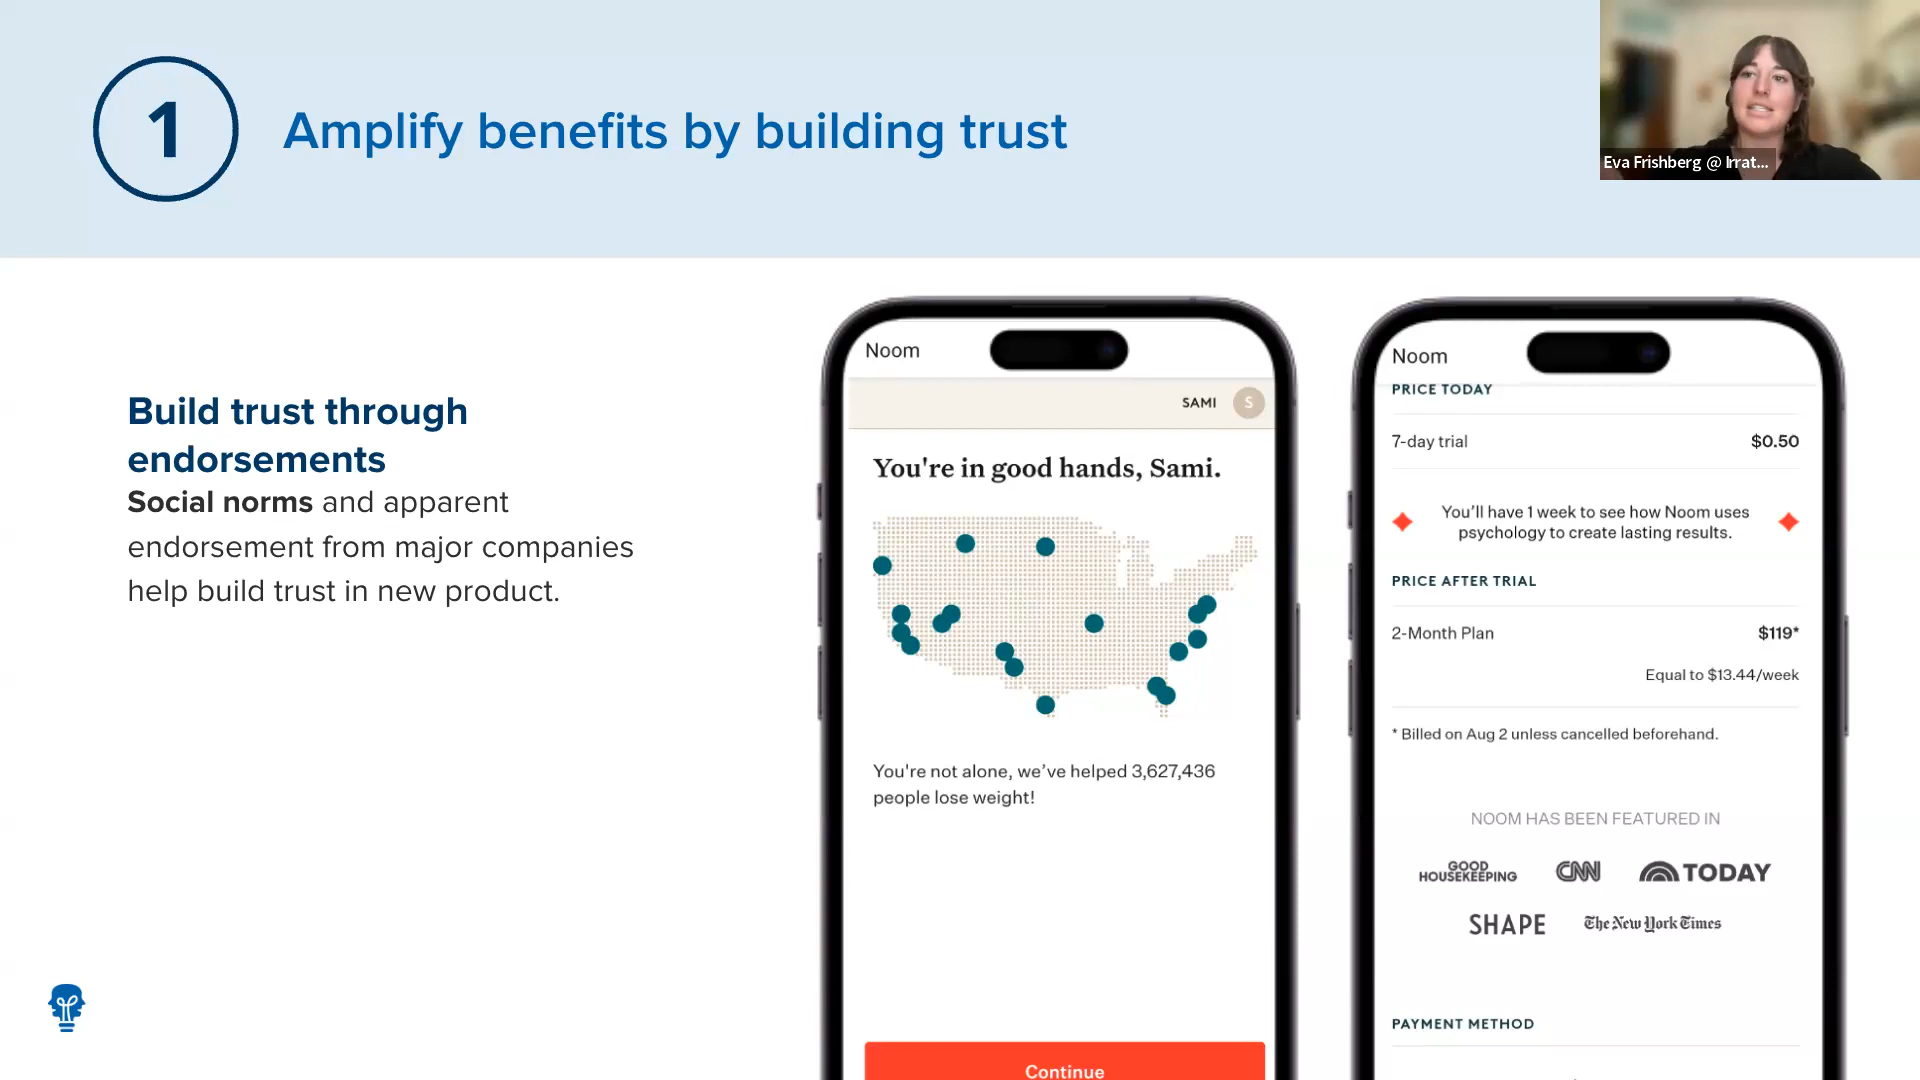 1
Amplify benefits by building trust
Eva Frishberg @ Irrat...
Build trust through
endorsements
Social norms and apparent
endorsement from major companies
help build trust in new product.
Noom
SAMI S
You're in good hands, Sami.
You're not alone, we've helped 3,627,436
people lose weight!
Continue
Noom
PRICE TODAY
7-day trial $0.50
You'll have 1 week to see how Noom uses
psychology to create lasting results.
PRICE AFTER TRIAL
2-Month Plan $119*
Equal to $13.44/week
* Billed on Aug 2 unless cancelled beforehand.
NOOM HAS BEEN FEATURED IN
GOOD
HOUSEKEEPING CNN TODAY
SHAPE The New York Times
PAYMENT METHOD